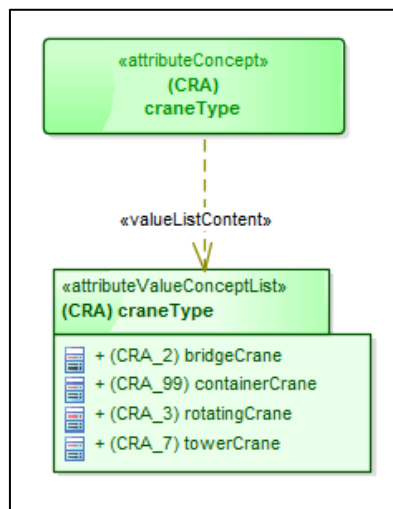 «attributeConcept»
(CRA)
craneType
«valueListContent»
«attributeValueConceptList»
(CRA) craneType
+ (CRA_2) bridgeCrane
+ (CRA_99) containerCrane
+ (CRA_3) rotatingCrane
+ (CRA_7) towerCrane